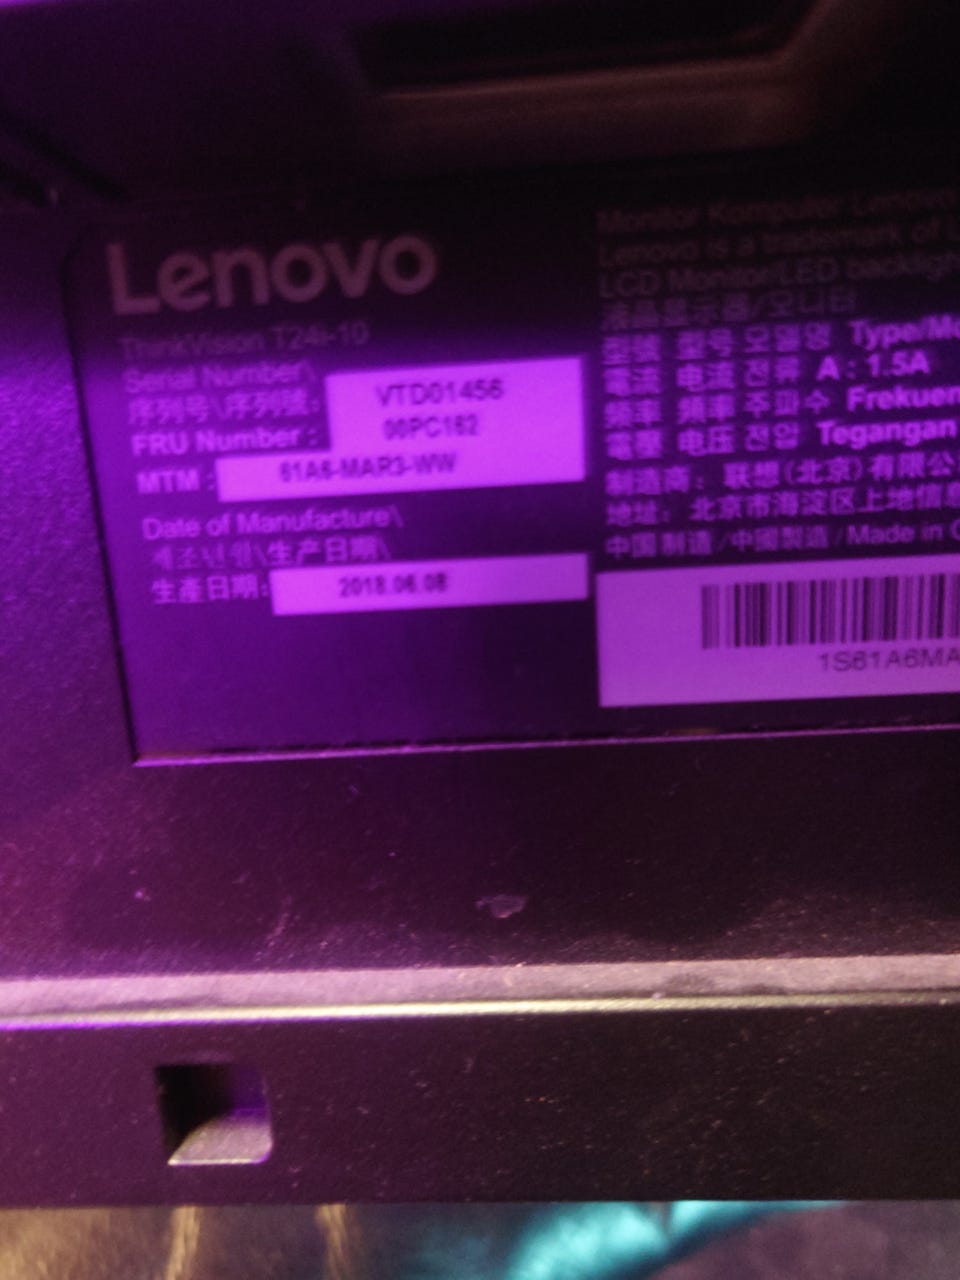 Lenovo
ThinkVision T24i-10
Serial Number\
序列号\序列號: VTD01456
FRU Number : 00PC162
MTM : 61A6-MAR3-WW
Date of Manufacture\
제조년월\生产日期\
生產日期: 2018.06.08
Monitor Komputer Lenovo
Lenovo is a trademark of
LCD Monitor/LED backlight
液晶显示器/모니터
型號 型号 모델명 Type/Mo
電流 电流 전류 A : 1.5A
頻率 频率 주파수 Frekuen
電壓 电压 전압 Tegangan
制造商: 联想(北京)有限公
地址: 北京市海淀区上地信息
中国制造/中國製造/Made in C
1S61A6MA